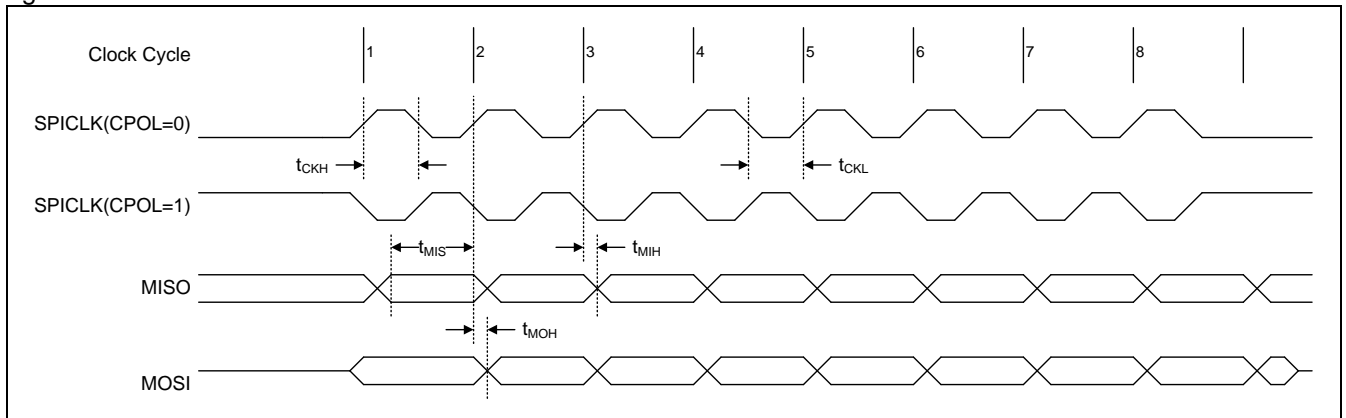 Clock Cycle 1 2 3 4 5 6 7 8
SPICLK(CPOL=0)
tCKH tCKL
SPICLK(CPOL=1)
tMIS tMIH
MISO
tMOH
MOSI